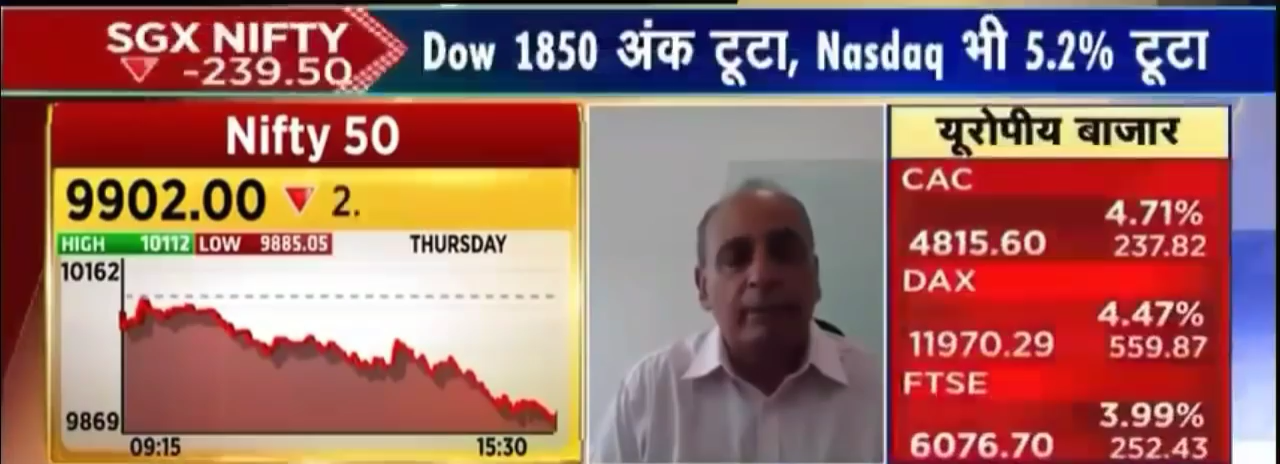 SGX NIFTY
-239.50
Dow 1850 अंक टूटा, Nasdaq भी 5.2% टूटा
Nifty 50
9902.00 2.
HIGH 10112 LOW 9885.05 THURSDAY
10162
9869
09:15 15:30
यूरोपीय बाजार
CAC
4.71%
4815.60 237.82
DAX
4.47%
11970.29 559.87
FTSE
3.99%
6076.70 252.43